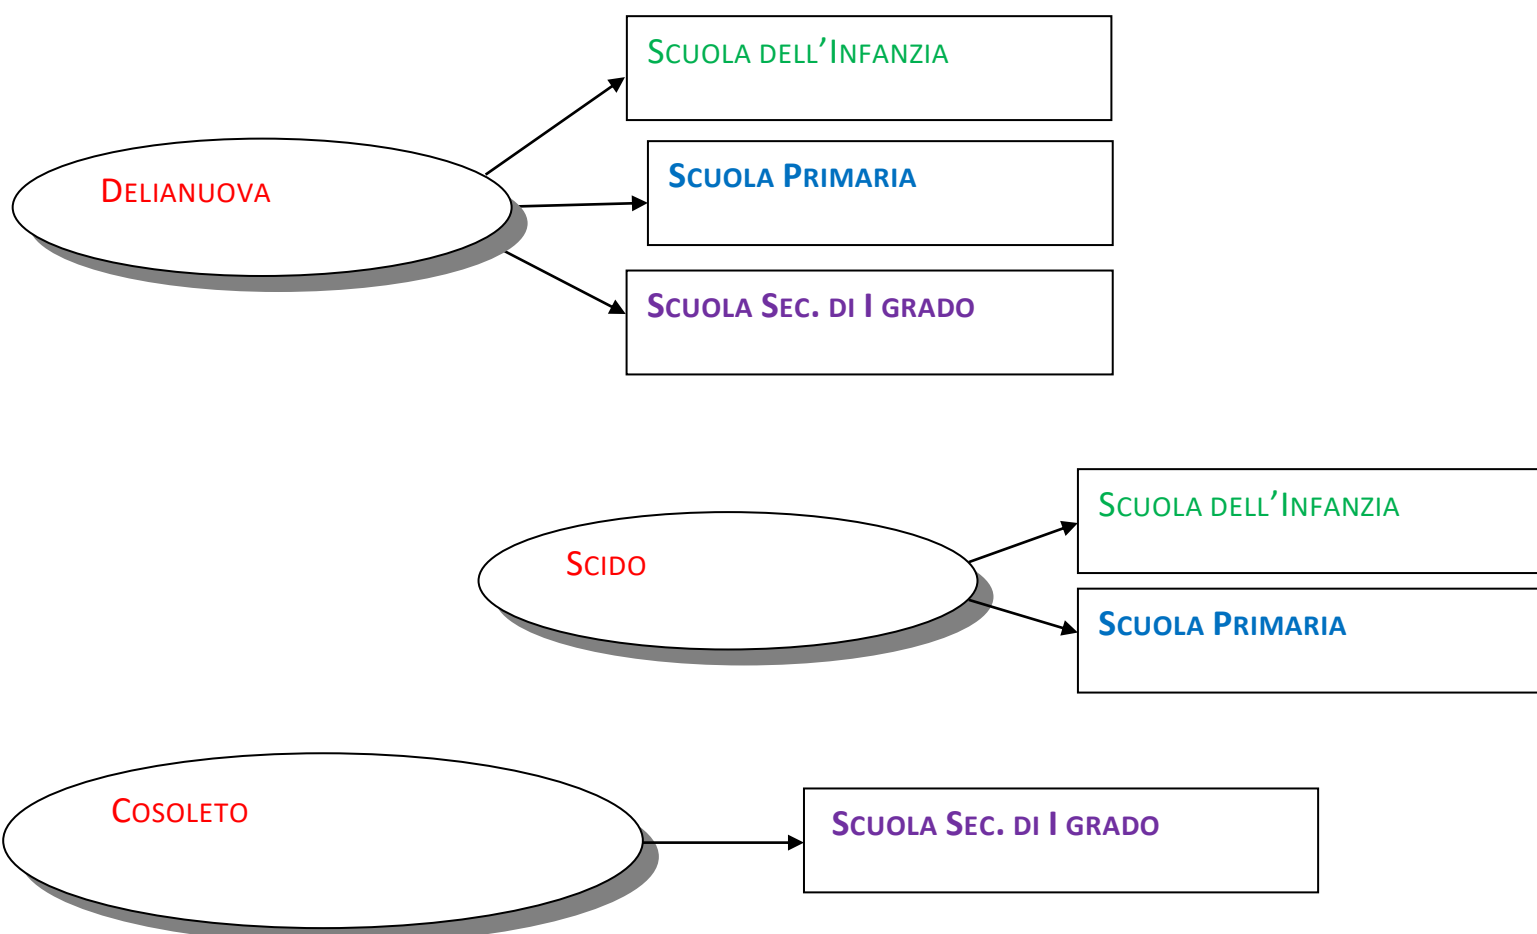 Scuola dell’Infanzia
Delianuova
Scuola Primaria
Scuola Sec. di I grado
Scuola dell’Infanzia
Scido
Scuola Primaria
Cosoleto
Scuola Sec. di I grado